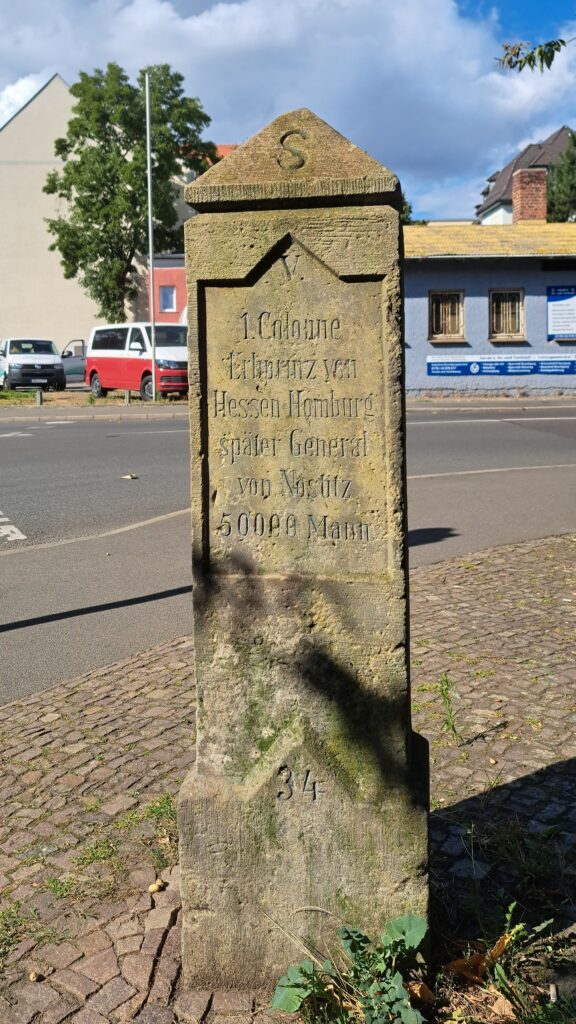 S
V.
1. Colonne
Erbprinz von
Hessen Homburg
später General
von Nostitz
50000 Mann
34